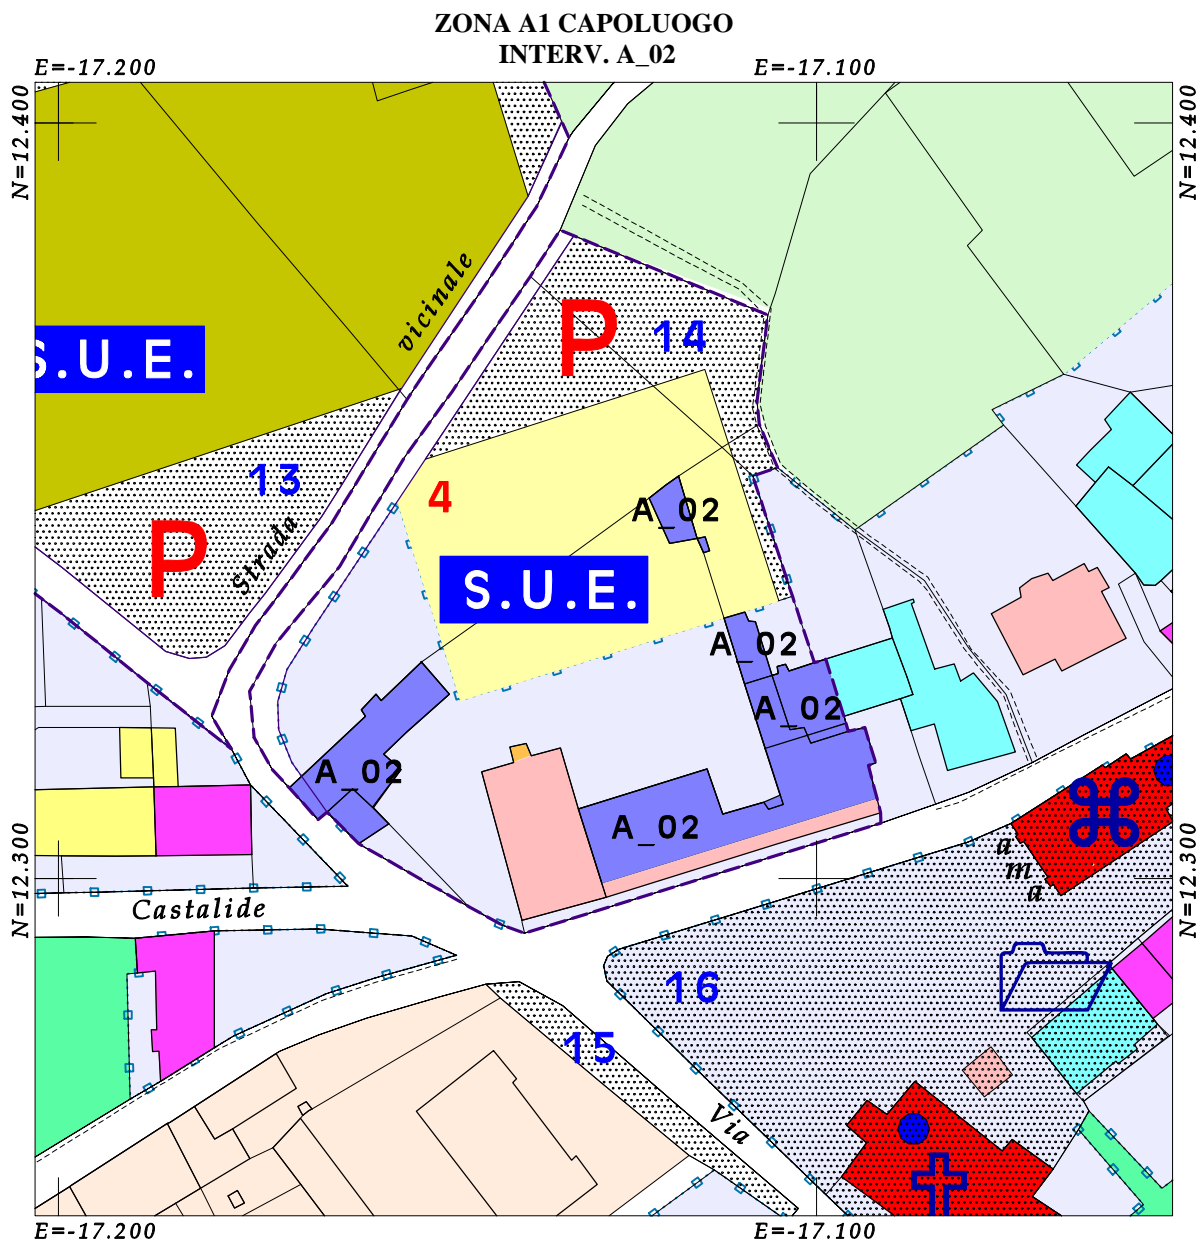 ZONA A1 CAPOLUOGO
INTERV. A_02
E=-17.200 E=-17.100
N=12.400 N=12.400
vicinale
P 14
S.U.E.
13
4
P
Strada
A_02
S.U.E.
A_02
A_02
A_02
A_02
N=12.300 N=12.300
ama
Castalide
16
15
Via
E=-17.200 E=-17.100